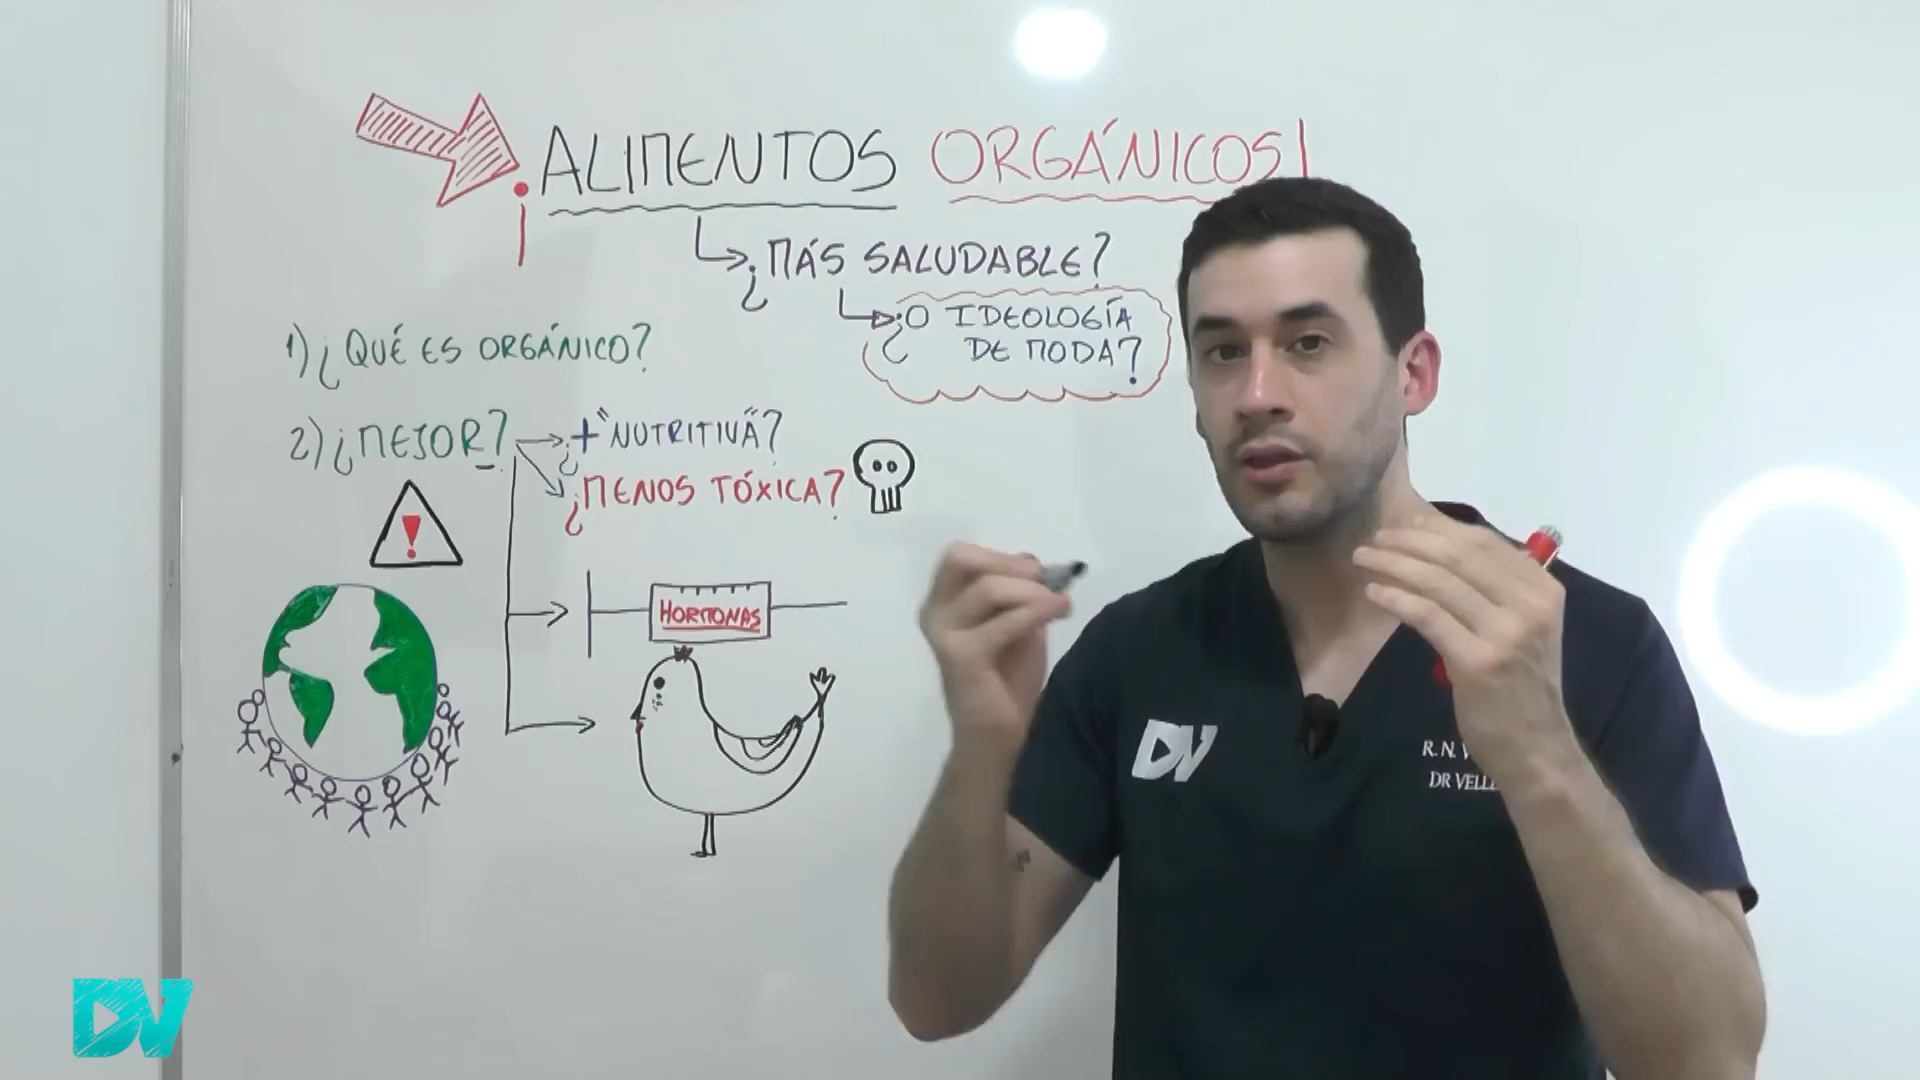 ¡ALIMENTOS ORGÁNICOS!
¿MÁS SALUDABLE?
¿O IDEOLOGÍA
DE MODA?
1) ¿QUÉ ES ORGÁNICO?
2) ¿MEJOR?
¿+ "NUTRITIVA"?
¿MENOS TÓXICA?
!
HORMONAS
DV
R.N.
DR
DV